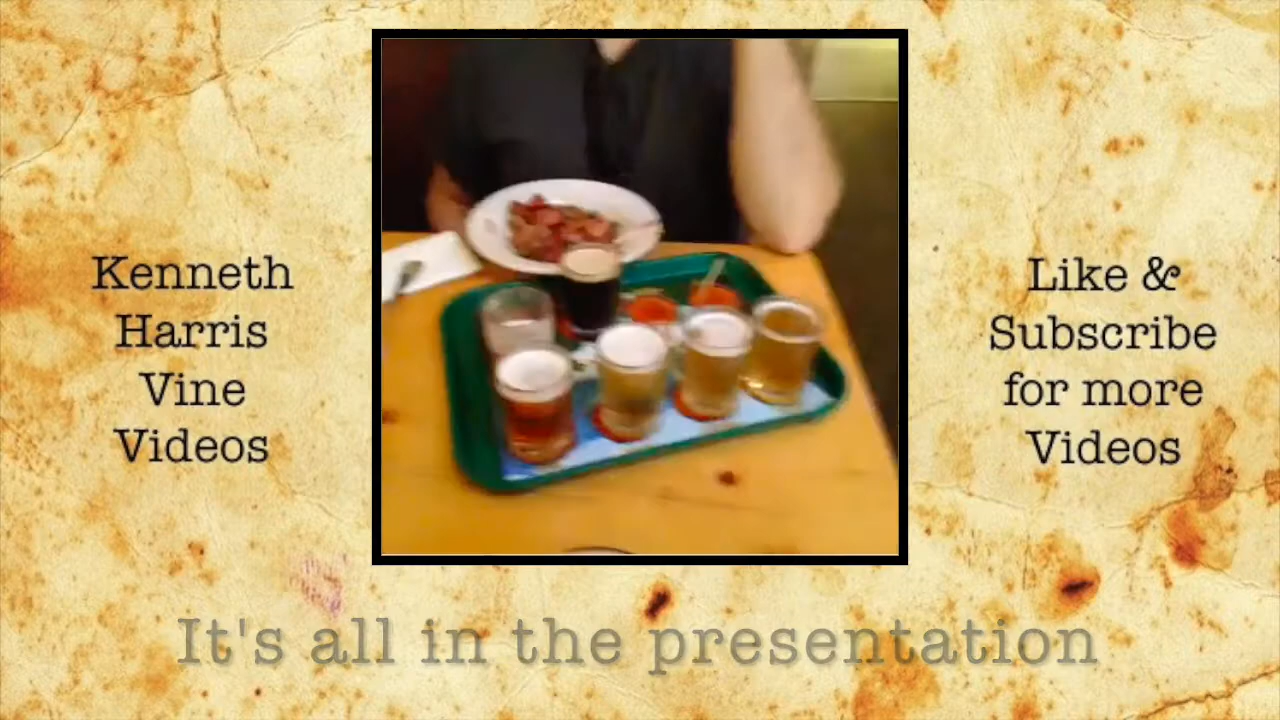 Kenneth
Harris
Vine
Videos
Like &
Subscribe
for more
Videos
It's all in the presentation